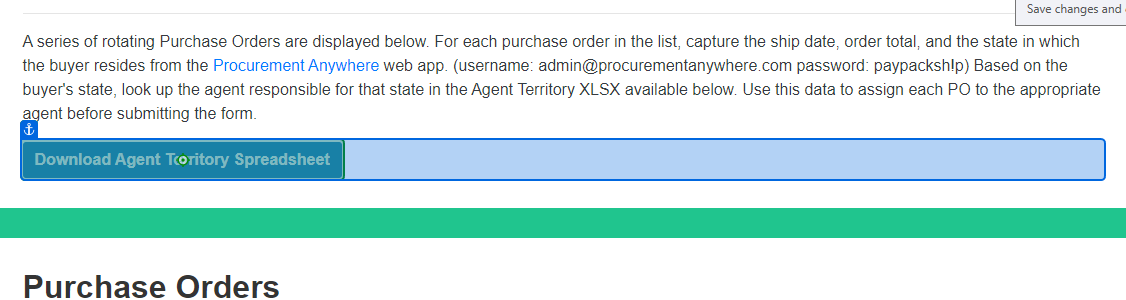 Save changes and
A series of rotating Purchase Orders are displayed below. For each purchase order in the list, capture the ship date, order total, and the state in which
the buyer resides from the Procurement Anywhere web app. (username: admin@procurementanywhere.com password: paypacksh!p) Based on the
buyer's state, look up the agent responsible for that state in the Agent Territory XLSX available below. Use this data to assign each PO to the appropriate
agent before submitting the form.
Download Agent Territory Spreadsheet
Purchase Orders